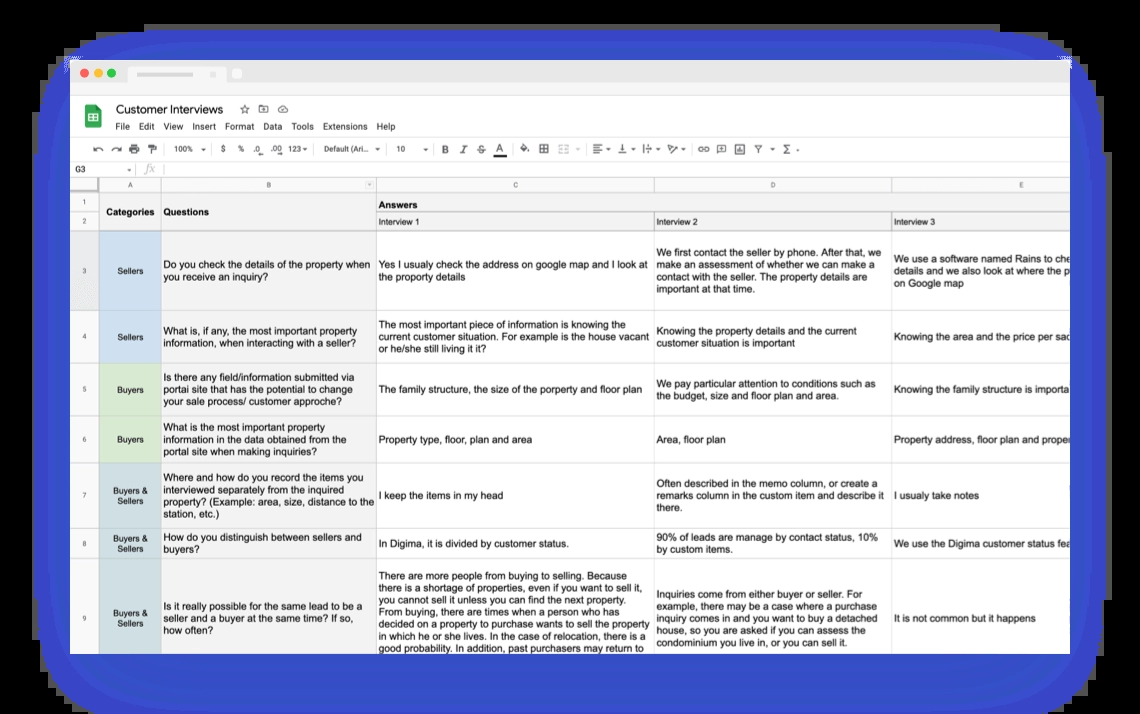 Customer Interviews
File Edit View Insert Format Data Tools Extensions Help
100% $ % .0 .00 123 Default (Ari... 10 B I S A Σ
G3 fx
A B C D E
1 Categories Questions Answers
2 Interview 1 Interview 2 Interview 3
3
Sellers
Do you check the details of the property when
you receive an inquiry?
Yes I usualy check the address on google map and I look at
the proporty details
We first contact the seller by phone. After that, we
make an assessment of whether we can make a
contact with the seller. The property details are
important at that time.
We use a software named Rains to che
details and we also look at where the p
on Google map
4
Sellers
What is, if any, the most important property
information, when interacting with a seller?
The most important piece of information is knowing the
current customer situation. For example is the house vacant
or he/she still living it it?
Knowing the property details and the current
customer situation is important
Knowing the area and the price per sac
5
Buyers
Is there any field/information submitted via
portai site that has the potential to change
your sale process/ customer approche?
The family structure, the size of the porperty and floor plan
We pay particular attention to conditions such as
the budget, size and floor plan and area.
Knowing the family structure is importa
6
Buyers
What is the most important property
information in the data obtained from the
portal site when making inquiries?
Property type, floor, plan and area
Area, floor plan
Property address, floor plan and prope
7
Buyers &
Sellers
Where and how do you record the items you
interviewed separately from the inquired
property? (Example: area, size, distance to the
station, etc.)
I keep the items in my head
Often described in the memo column, or create a
remarks column in the custom item and describe it
there.
I usualy take notes
8
Buyers &
Sellers
How do you distinguish between sellers and
buyers?
In Digima, it is divided by customer status.
90% of leads are manage by contact status, 10%
by custom items.
We use the Digima customer status fea
9
Buyers &
Sellers
Is it really possible for the same lead to be a
seller and a buyer at the same time? If so,
how often?
There are more people from buying to selling. Because
there is a shortage of properties, even if you want to sell it,
you cannot sell it unless you can find the next property.
From buying, there are times when a person who has
decided on a property to purchase wants to sell the property
in which he or she lives. In the case of relocation, there is a
good probability. In addition, past purchasers may return to
Inquiries come from either buyer or seller. For
example, there may be a case where a purchase
inquiry comes in and you want to buy a detached
house, so you are asked if you can assess the
condominium you live in, or you can sell it.
It is not common but it happens